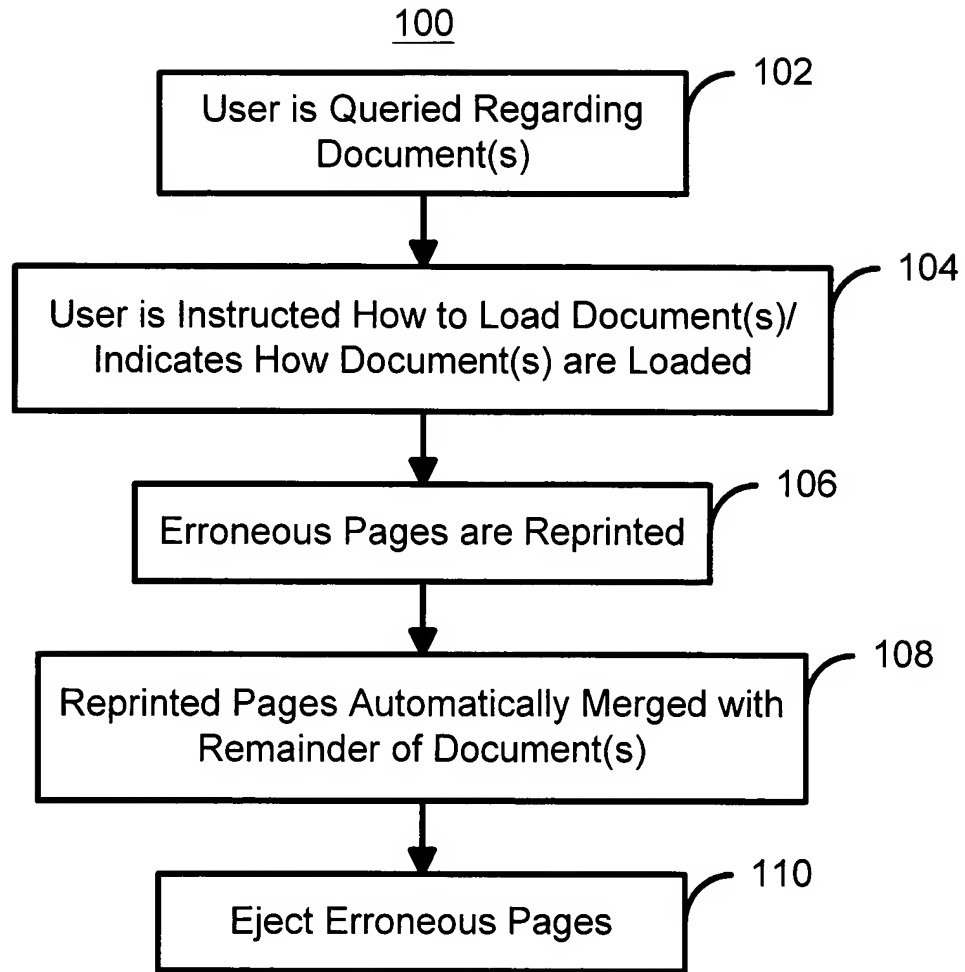 100
102
User is Queried Regarding
Document(s)
104
User is Instructed How to Load Document(s)/
Indicates How Document(s) are Loaded
106
Erroneous Pages are Reprinted
108
Reprinted Pages Automatically Merged with
Remainder of Document(s)
110
Eject Erroneous Pages